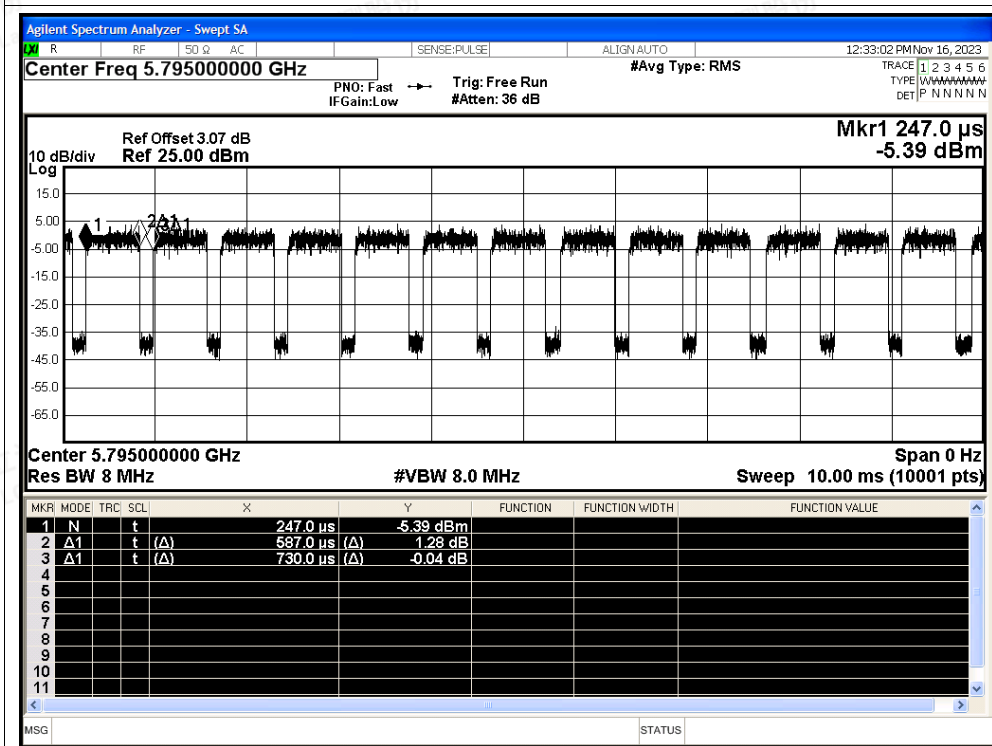 Agilent Spectrum Analyzer - Swept SA
LXI R RF 50 Ω AC SENSE:PULSE ALIGN AUTO 12:33:02 PM Nov 16, 2023
Center Freq 5.795000000 GHz #Avg Type: RMS TRACE 1 2 3 4 5 6
PNO: Fast Trig: Free Run TYPE WWWWWW
IFGain:Low #Atten: 36 dB DET P N N N N N
Mkr1 247.0 µs
Ref Offset 3.07 dB
10 dB/div Ref 25.00 dBm -5.39 dBm
Log
15.0
5.00
1 2Δ1 3Δ1
-5.00
-15.0
-25.0
-35.0
-45.0
-55.0
-65.0
Center 5.795000000 GHz Span 0 Hz
Res BW 8 MHz #VBW 8.0 MHz Sweep 10.00 ms (10001 pts)
MKR MODE TRC SCL X Y FUNCTION FUNCTION WIDTH FUNCTION VALUE
1 N t 247.0 µs -5.39 dBm
2 Δ1 t (Δ) 587.0 µs (Δ) 1.28 dB
3 Δ1 t (Δ) 730.0 µs (Δ) -0.04 dB
4
5
6
7
8
9
10
11
MSG STATUS